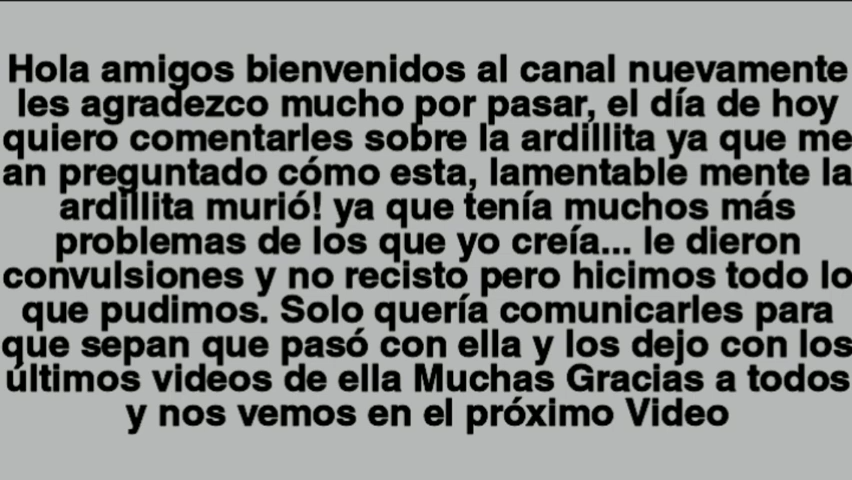 Hola amigos bienvenidos al canal nuevamente
les agradezco mucho por pasar, el día de hoy
quiero comentarles sobre la ardillita ya que me
an preguntado cómo esta, lamentable mente la
ardillita murió! ya que tenía muchos más
problemas de los que yo creía... le dieron
convulsiones y no recisto pero hicimos todo lo
que pudimos. Solo quería comunicarles para
que sepan que pasó con ella y los dejo con los
últimos videos de ella Muchas Gracias a todos
y nos vemos en el próximo Video